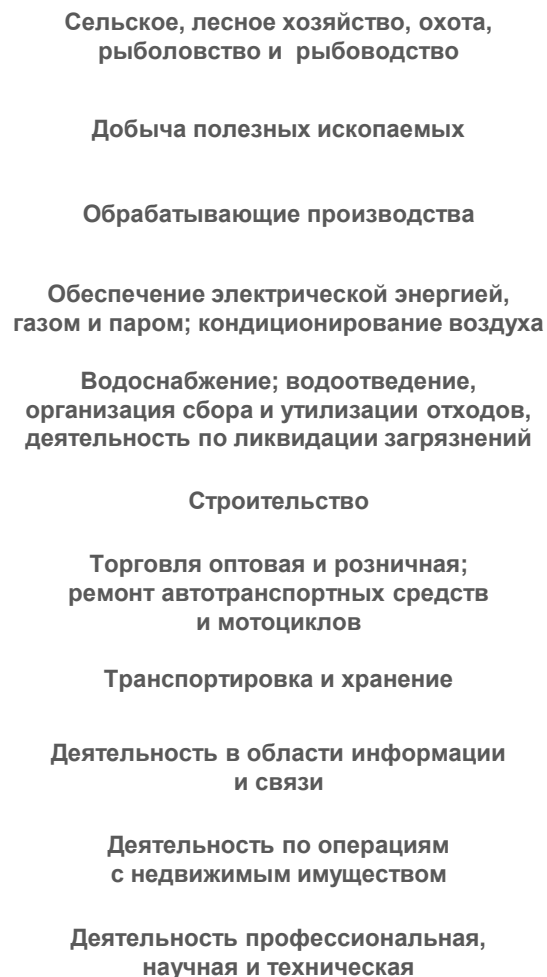 Сельское, лесное хозяйство, охота,
рыболовство и рыбоводство
Добыча полезных ископаемых
Обрабатывающие производства
Обеспечение электрической энергией,
газом и паром; кондиционирование воздуха
Водоснабжение; водоотведение,
организация сбора и утилизации отходов,
деятельность по ликвидации загрязнений
Строительство
Торговля оптовая и розничная;
ремонт автотранспортных средств
и мотоциклов
Транспортировка и хранение
Деятельность в области информации
и связи
Деятельность по операциям
с недвижимым имуществом
Деятельность профессиональная,
научная и техническая